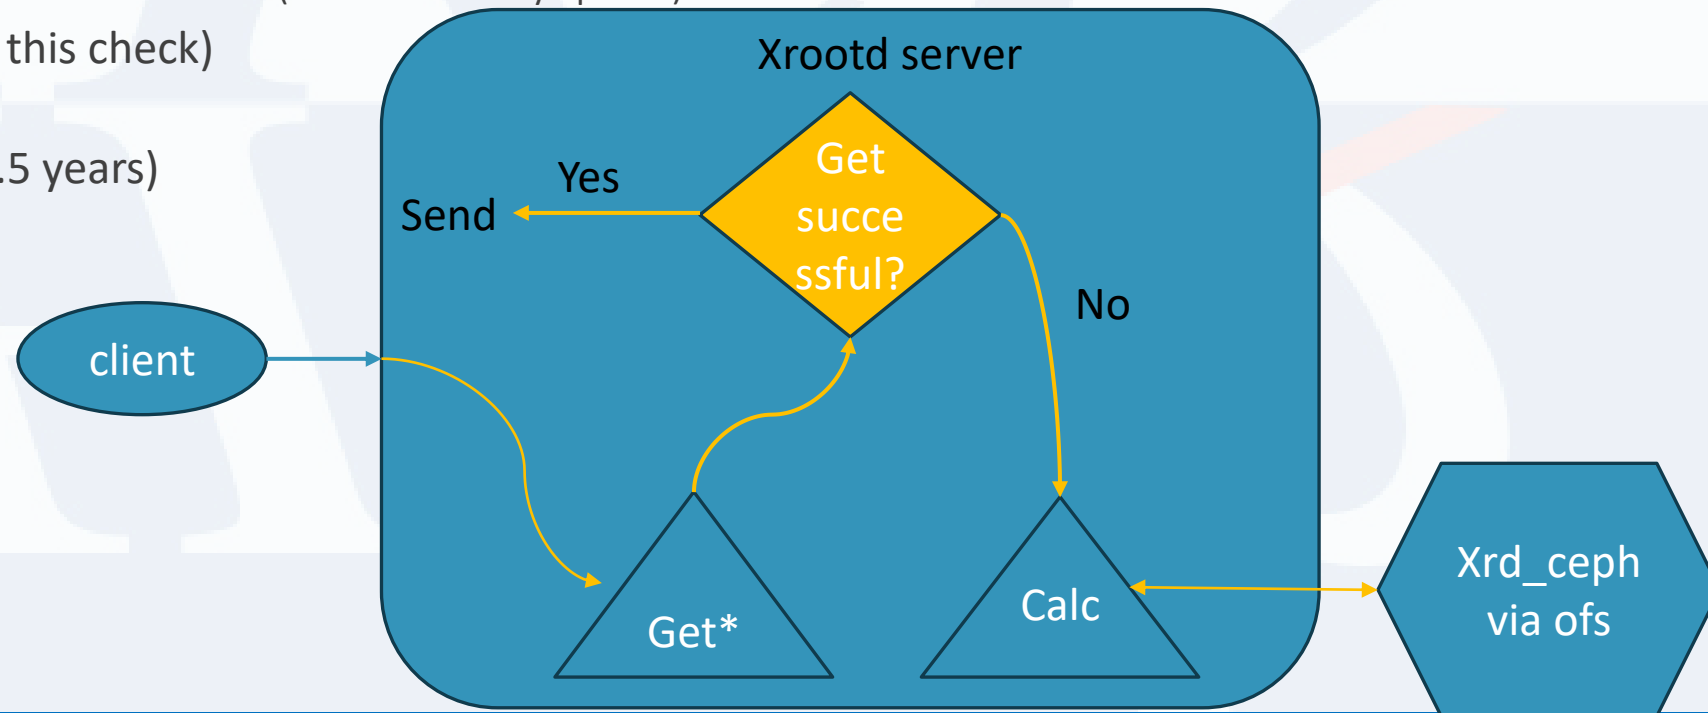 this check)
.5 years)
Xrootd server
Get
succe
ssful?
Yes
Send
No
client
Get*
Calc
Xrd_ceph
via ofs